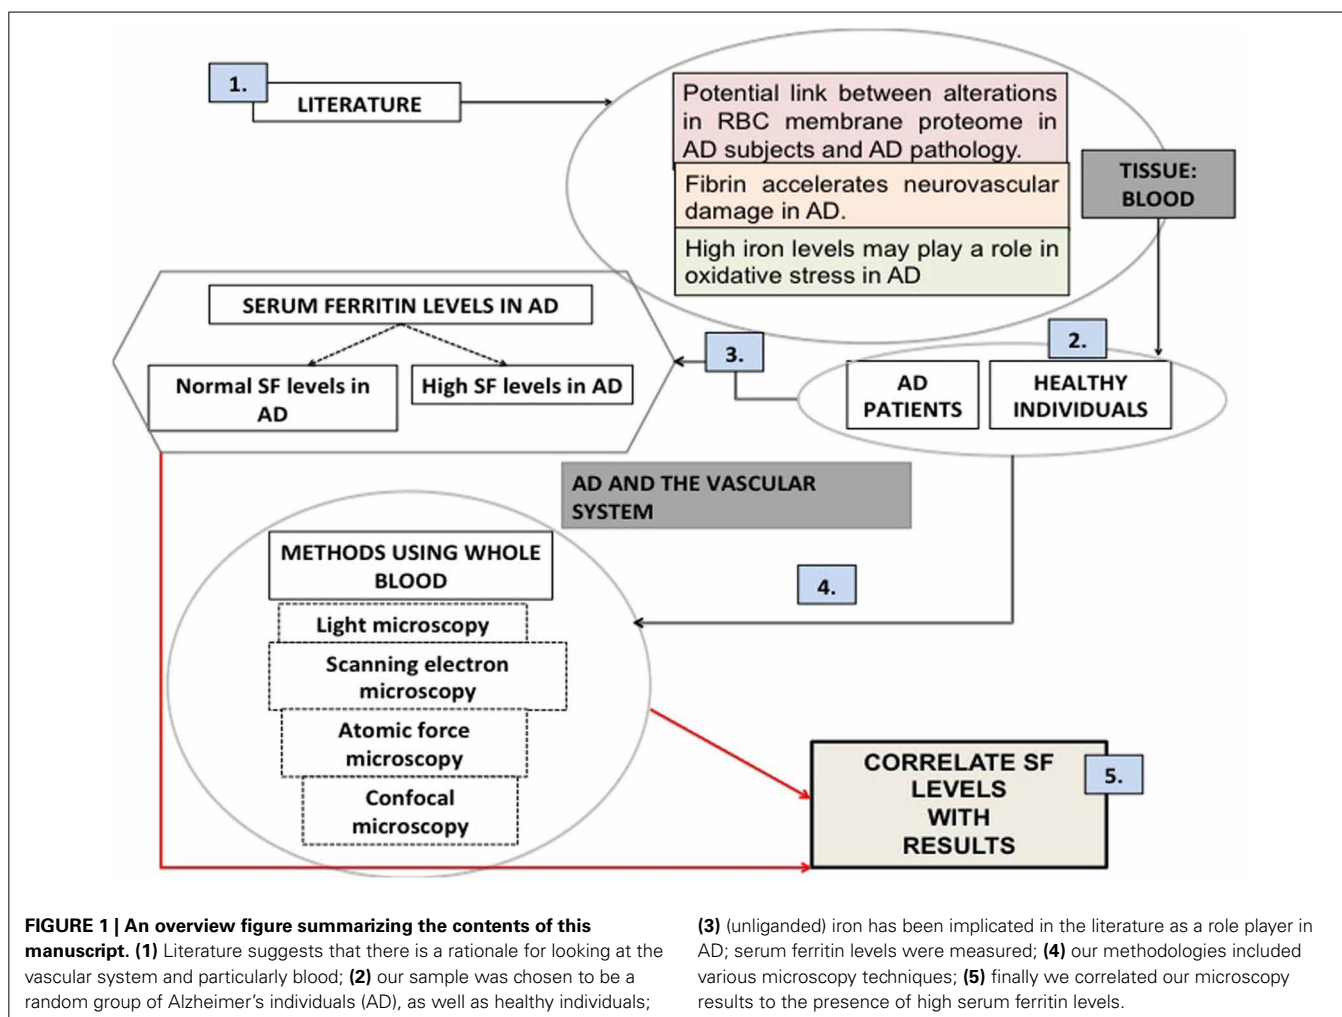 1.
LITERATURE
Potential link between alterations
in RBC membrane proteome in
AD subjects and AD pathology.
Fibrin accelerates neurovascular
damage in AD.
High iron levels may play a role in
oxidative stress in AD
TISSUE:
BLOOD
2.
AD
PATIENTS
HEALTHY
INDIVIDUALS
3.
SERUM FERRITIN LEVELS IN AD
Normal SF levels in
AD
High SF levels in AD
AD AND THE VASCULAR
SYSTEM
4.
METHODS USING WHOLE
BLOOD
Light microscopy
Scanning electron
microscopy
Atomic force
microscopy
Confocal
microscopy
CORRELATE SF
LEVELS
WITH
RESULTS
5.
FIGURE 1 | An overview figure summarizing the contents of this
manuscript. (1) Literature suggests that there is a rationale for looking at the
vascular system and particularly blood; (2) our sample was chosen to be a
random group of Alzheimer's individuals (AD), as well as healthy individuals;
(3) (unliganded) iron has been implicated in the literature as a role player in
AD; serum ferritin levels were measured; (4) our methodologies included
various microscopy techniques; (5) finally we correlated our microscopy
results to the presence of high serum ferritin levels.